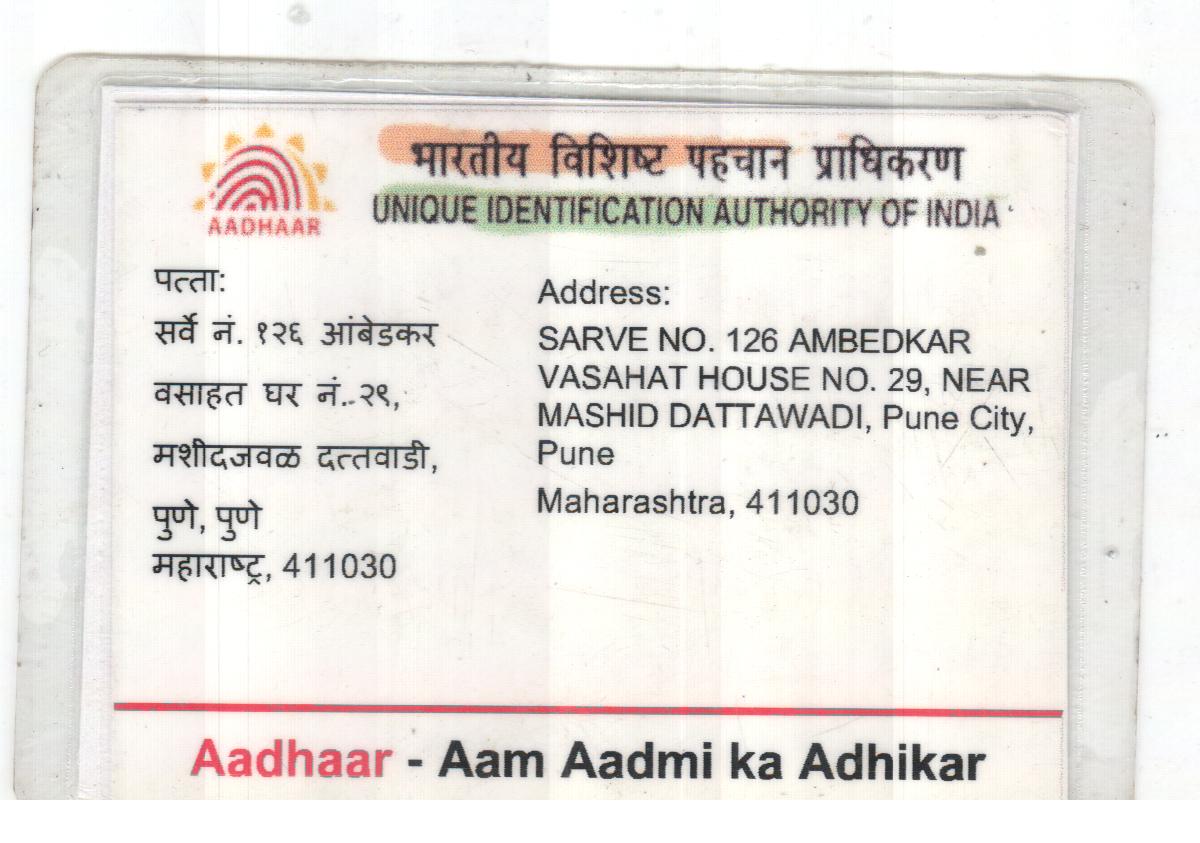 भारतीय विशिष्ट पहचान प्राधिकरण
UNIQUE IDENTIFICATION AUTHORITY OF INDIA
AADHAAR
पत्ता:
सर्वे नं. १२६ आंबेडकर
वसाहत घर नं.-२९,
मशीदजवळ दत्तवाडी,
पुणे, पुणे
महाराष्ट्र, 411030
Address:
SARVE NO. 126 AMBEDKAR
VASAHAT HOUSE NO. 29, NEAR
MASHID DATTAWADI, Pune City,
Pune
Maharashtra, 411030
Aadhaar - Aam Aadmi ka Adhikar